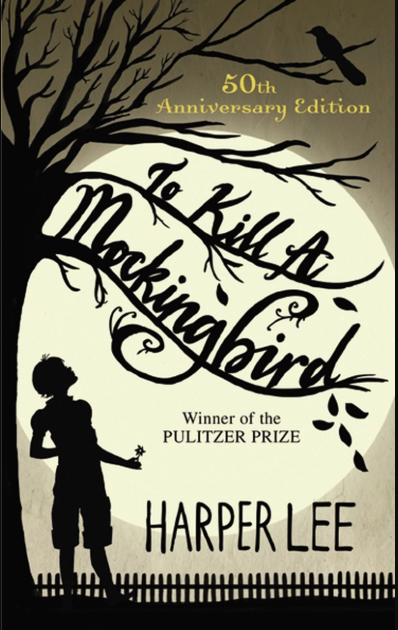 50th
Anniversary Edition
To Kill A
Mockingbird
Winner of the
PULITZER PRIZE
HARPER LEE